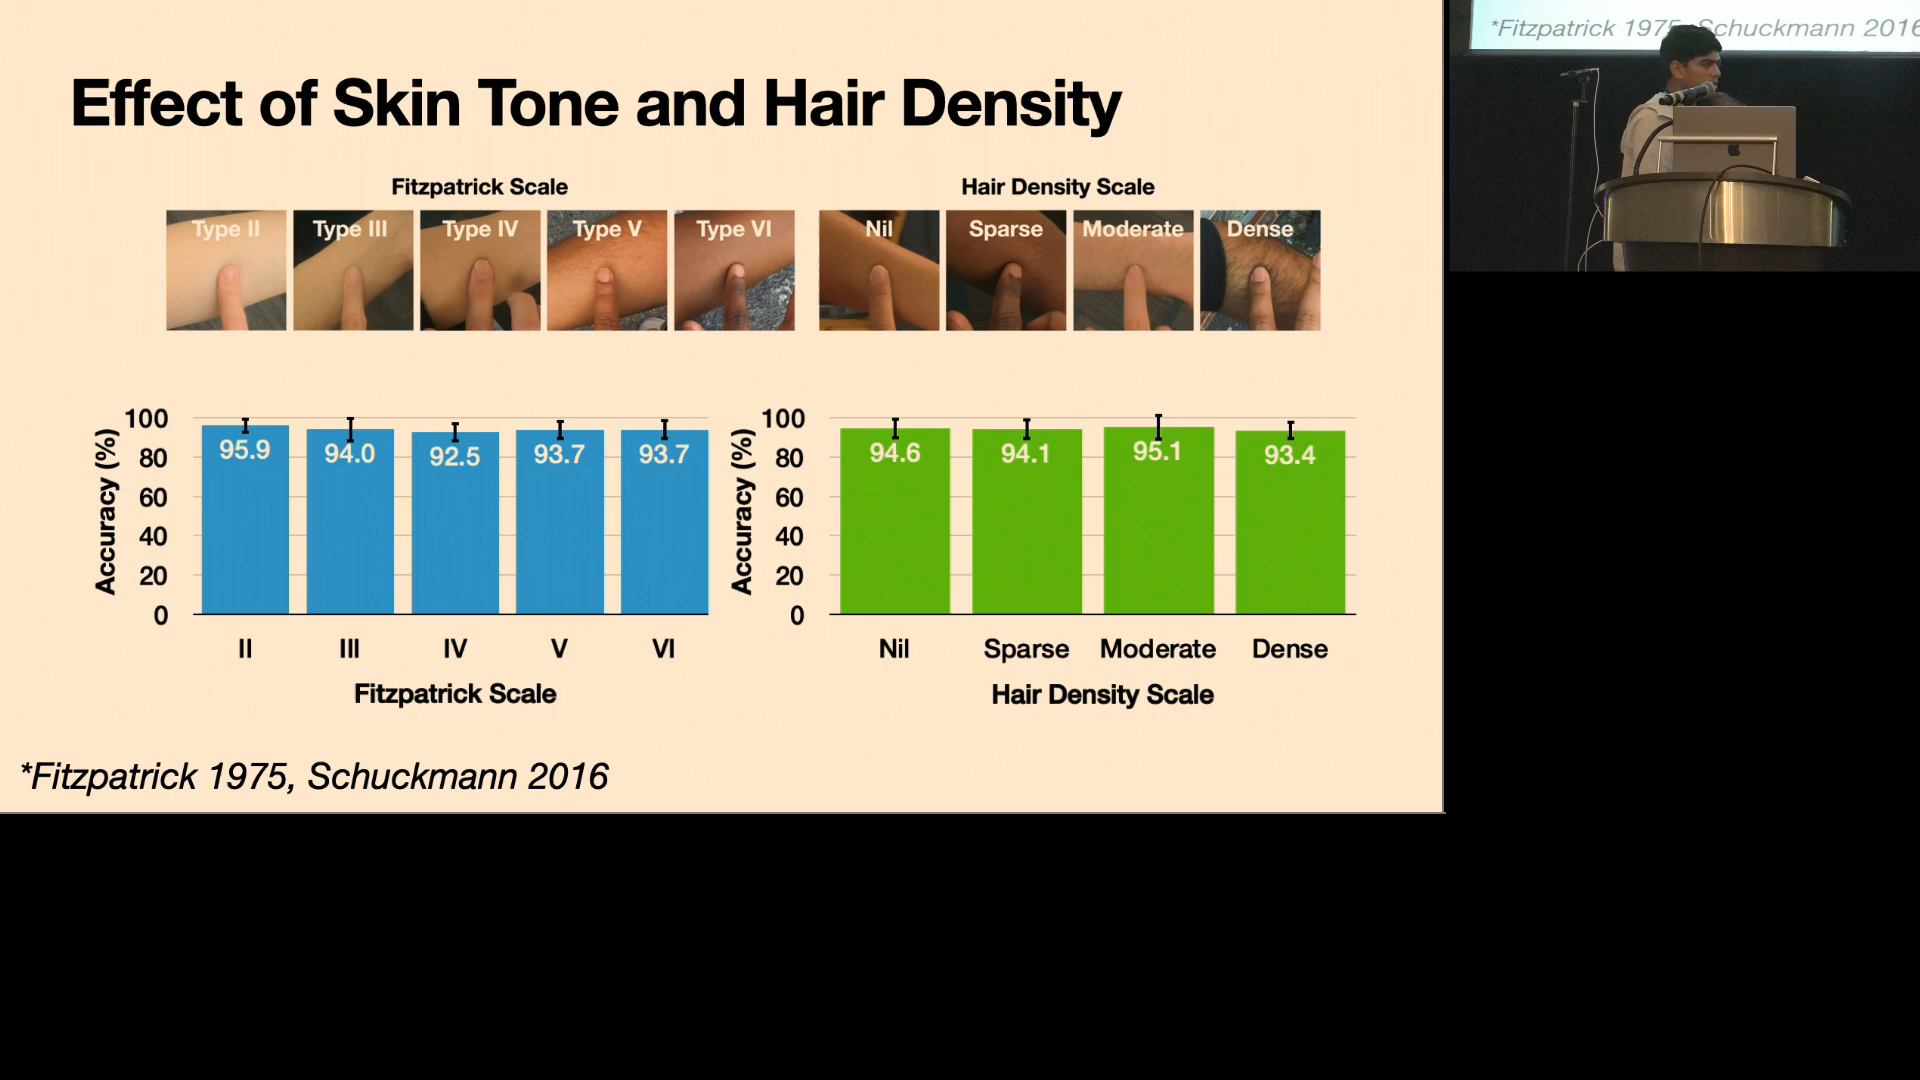 Effect of Skin Tone and Hair Density
Fitzpatrick Scale
Type II Type III Type IV Type V Type VI
Hair Density Scale
Nil Sparse Moderate Dense
Accuracy (%)
100
80
60
40
20
0
95.9 94.0 92.5 93.7 93.7
II III IV V VI
Fitzpatrick Scale
Accuracy (%)
100
80
60
40
20
0
94.6 94.1 95.1 93.4
Nil Sparse Moderate Dense
Hair Density Scale
*Fitzpatrick 1975, Schuckmann 2016
*Fitzpatrick 1975, Schuckmann 2016